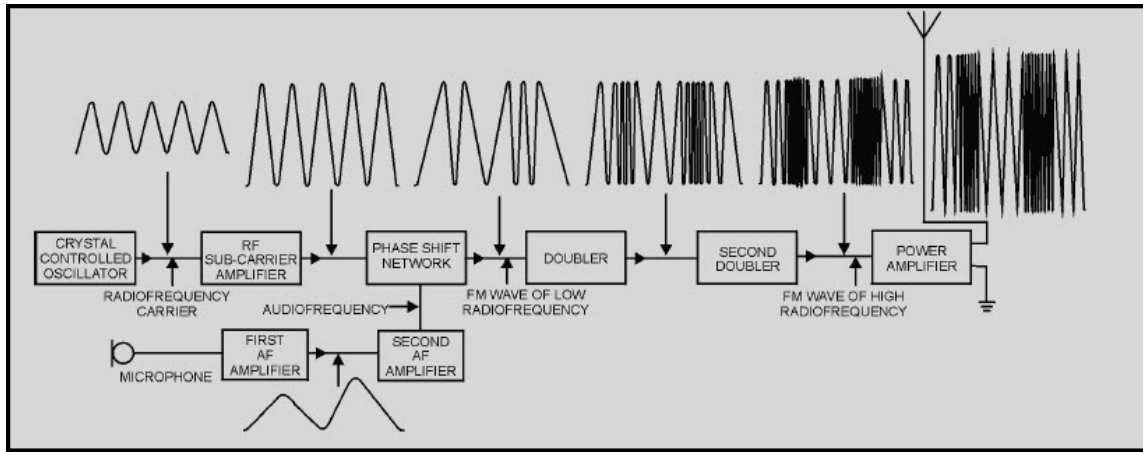 CRYSTAL
CONTROLLED
OSCILLATOR
RF
SUB-CARRIER
AMPLIFIER
PHASE SHIFT
NETWORK
DOUBLER
SECOND
DOUBLER
POWER
AMPLIFIER
RADIOFREQUENCY
CARRIER
AUDIOFREQUENCY
FM WAVE OF LOW
RADIOFREQUENCY
FM WAVE OF HIGH
RADIOFREQUENCY
MICROPHONE
FIRST
AF
AMPLIFIER
SECOND
AF
AMPLIFIER